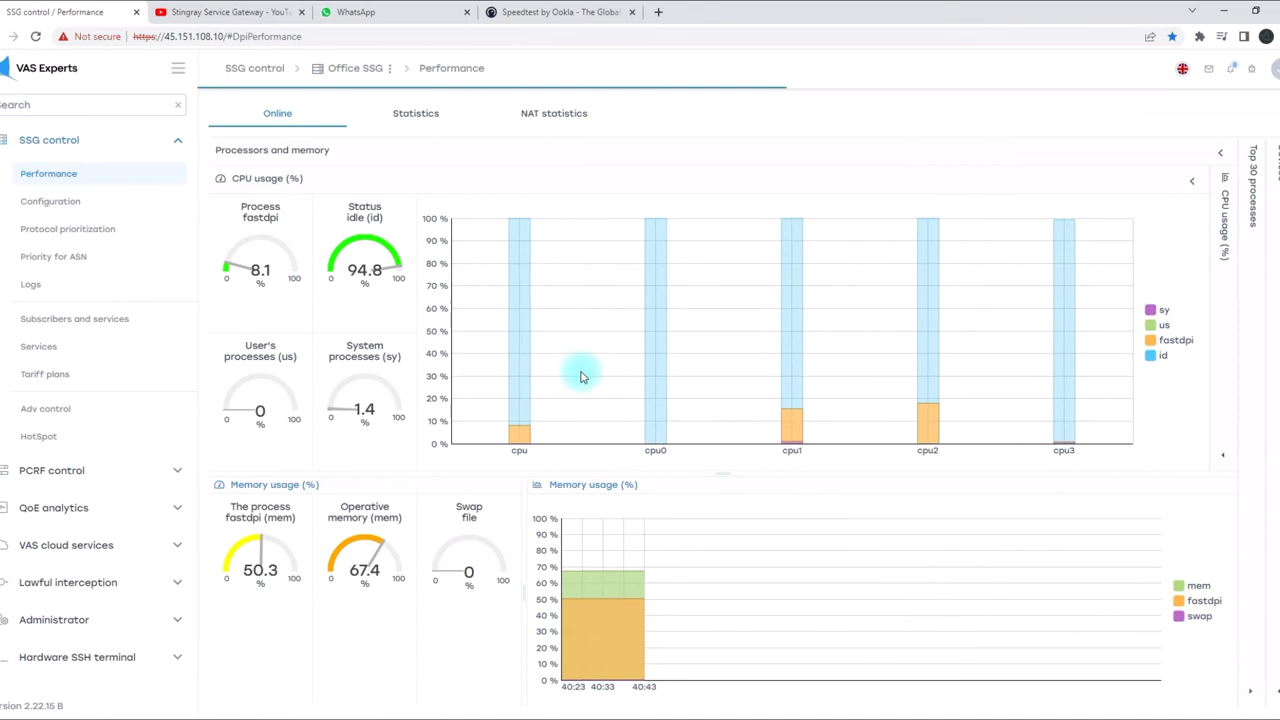 SSG control / Performance
Stingray Service Gateway - YouT
WhatsApp
Speedtest by Ookla - The Global
Not secure
https://45.151.108.10/#DpiPerformance
VAS Experts
SSG control
Office SSG
Performance
Search
SSG control
Performance
Configuration
Protocol prioritization
Priority for ASN
Logs
Subscribers and services
Services
Tariff plans
Adv control
HotSpot
PCRF control
QoE analytics
VAS cloud services
Lawful interception
Administrator
Hardware SSH terminal
ersion 2.22.15 B
Online
Statistics
NAT statistics
Processors and memory
CPU usage (%)
Process
fastdpi
8.1
0 100
%
Status
idle (id)
94.8
0 100
%
User's
processes (us)
0
0 100
%
System
processes (sy)
1.4
0 100
%
100 %
90 %
80 %
70 %
60 %
50 %
40 %
30 %
20 %
10 %
0 %
cpu cpu0 cpu1 cpu2 cpu3
sy
us
fastdpi
id
CPU usage (%)
Top 30 processes
Memory usage (%)
The process
fastdpi (mem)
50.3
0 100
%
Operative
memory (mem)
67.4
0 100
%
Swap
file
0
0 100
%
Memory usage (%)
100 %
90 %
80 %
70 %
60 %
50 %
40 %
30 %
20 %
10 %
0 %
40:23 40:33 40:43
mem
fastdpi
swap